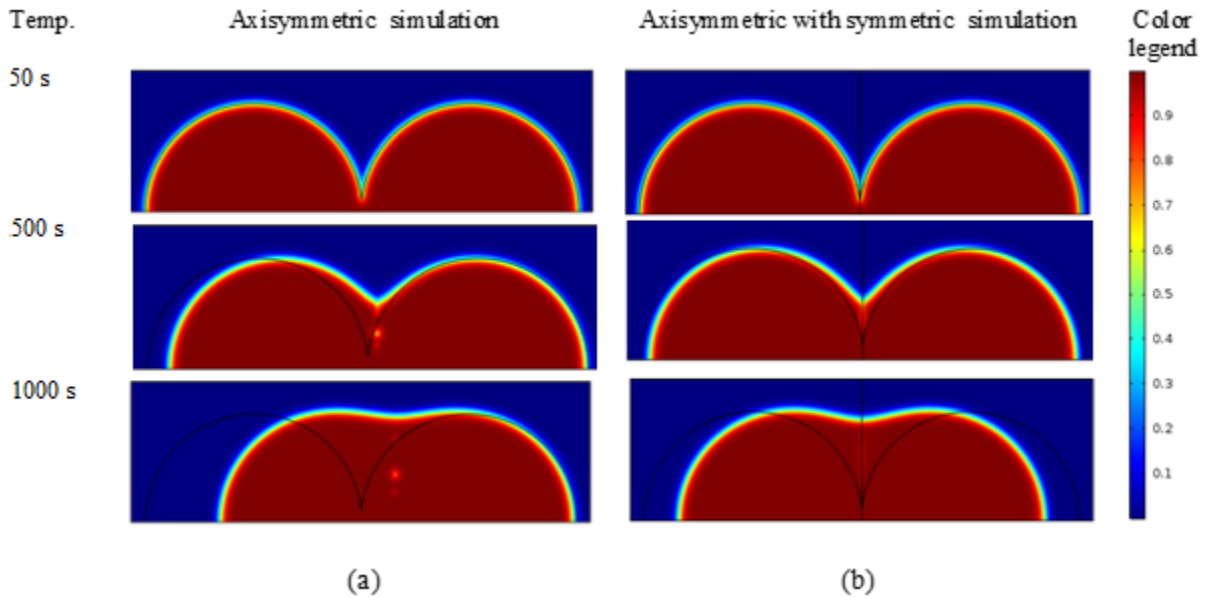 Temp. Axisymmetric simulation Axisymmetric with symmetric simulation Color
legend
50 s
0.9
0.8
0.7
500 s
0.6
0.5
0.4
1000 s
0.3
0.2
0.1
(a) (b)